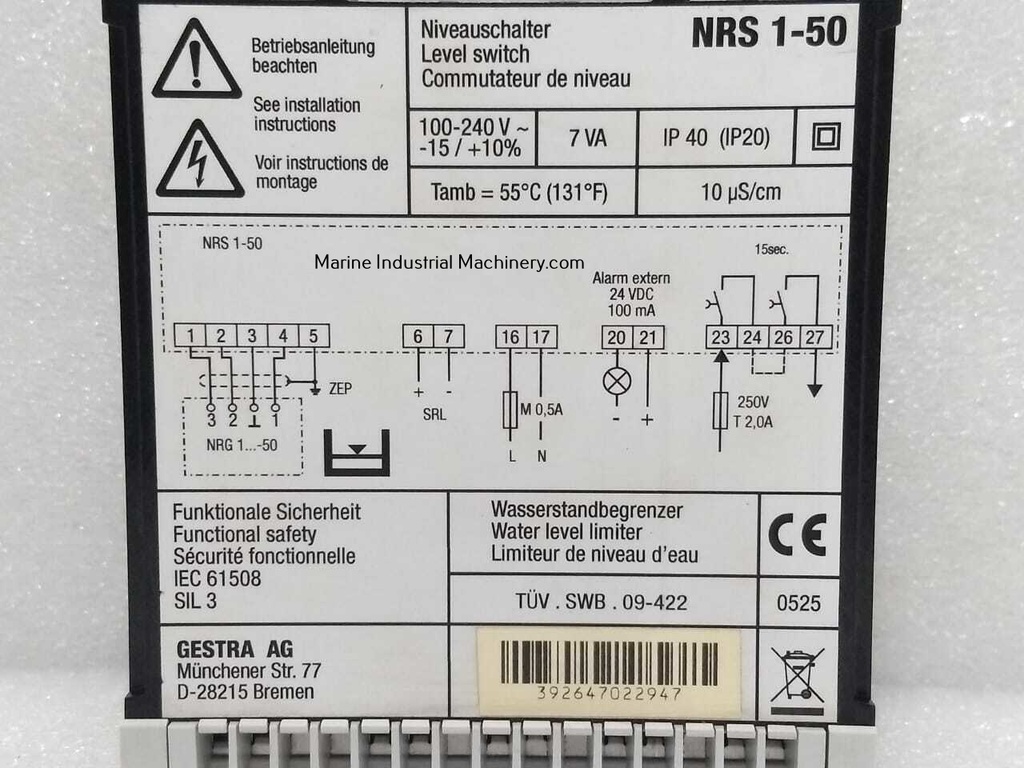 Betriebsanleitung
beachten
See installation
instructions
Voir instructions de
montage
Niveauschalter
Level switch
Commutateur de niveau
NRS 1-50
100-240 V ~
-15 / +10%
7 VA
IP 40 (IP20)
Tamb = 55°C (131°F)
10 µS/cm
NRS 1-50
Marine Industrial Machinery.com
15sec.
Alarm extern
24 VDC
100 mA
1 2 3 4 5
6 7
16 17
20 21
23 24 26 27
ZEP
+ -
SRL
M 0,5A
L N
- +
250V
T 2,0A
3 2 ⊥ 1
NRG 1...-50
Funktionale Sicherheit
Functional safety
Sécurité fonctionnelle
IEC 61508
SIL 3
Wasserstandbegrenzer
Water level limiter
Limiteur de niveau d'eau
CE
TÜV . SWB . 09-422
0525
GESTRA AG
Münchener Str. 77
D-28215 Bremen
392647022947